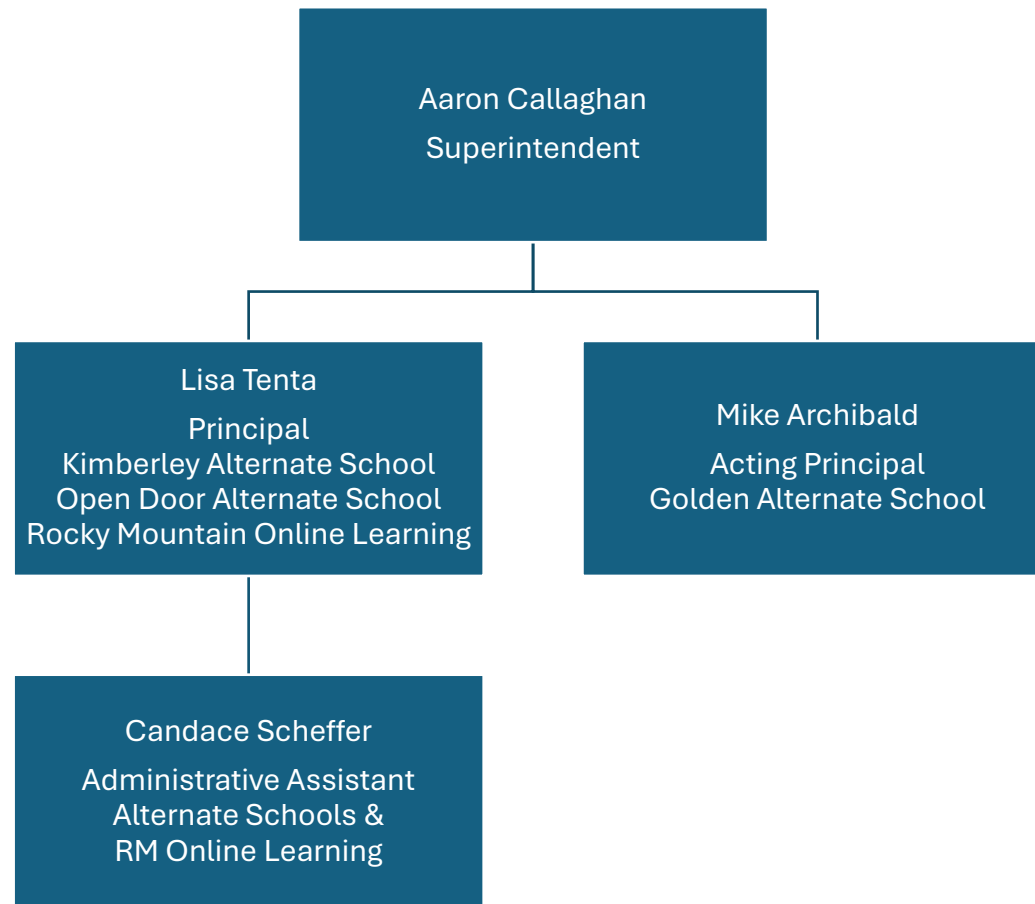 Aaron Callaghan
Superintendent
Lisa Tenta
Principal
Kimberley Alternate School
Open Door Alternate School
Rocky Mountain Online Learning
Mike Archibald
Acting Principal
Golden Alternate School
Candace Scheffer
Administrative Assistant
Alternate Schools &
RM Online Learning